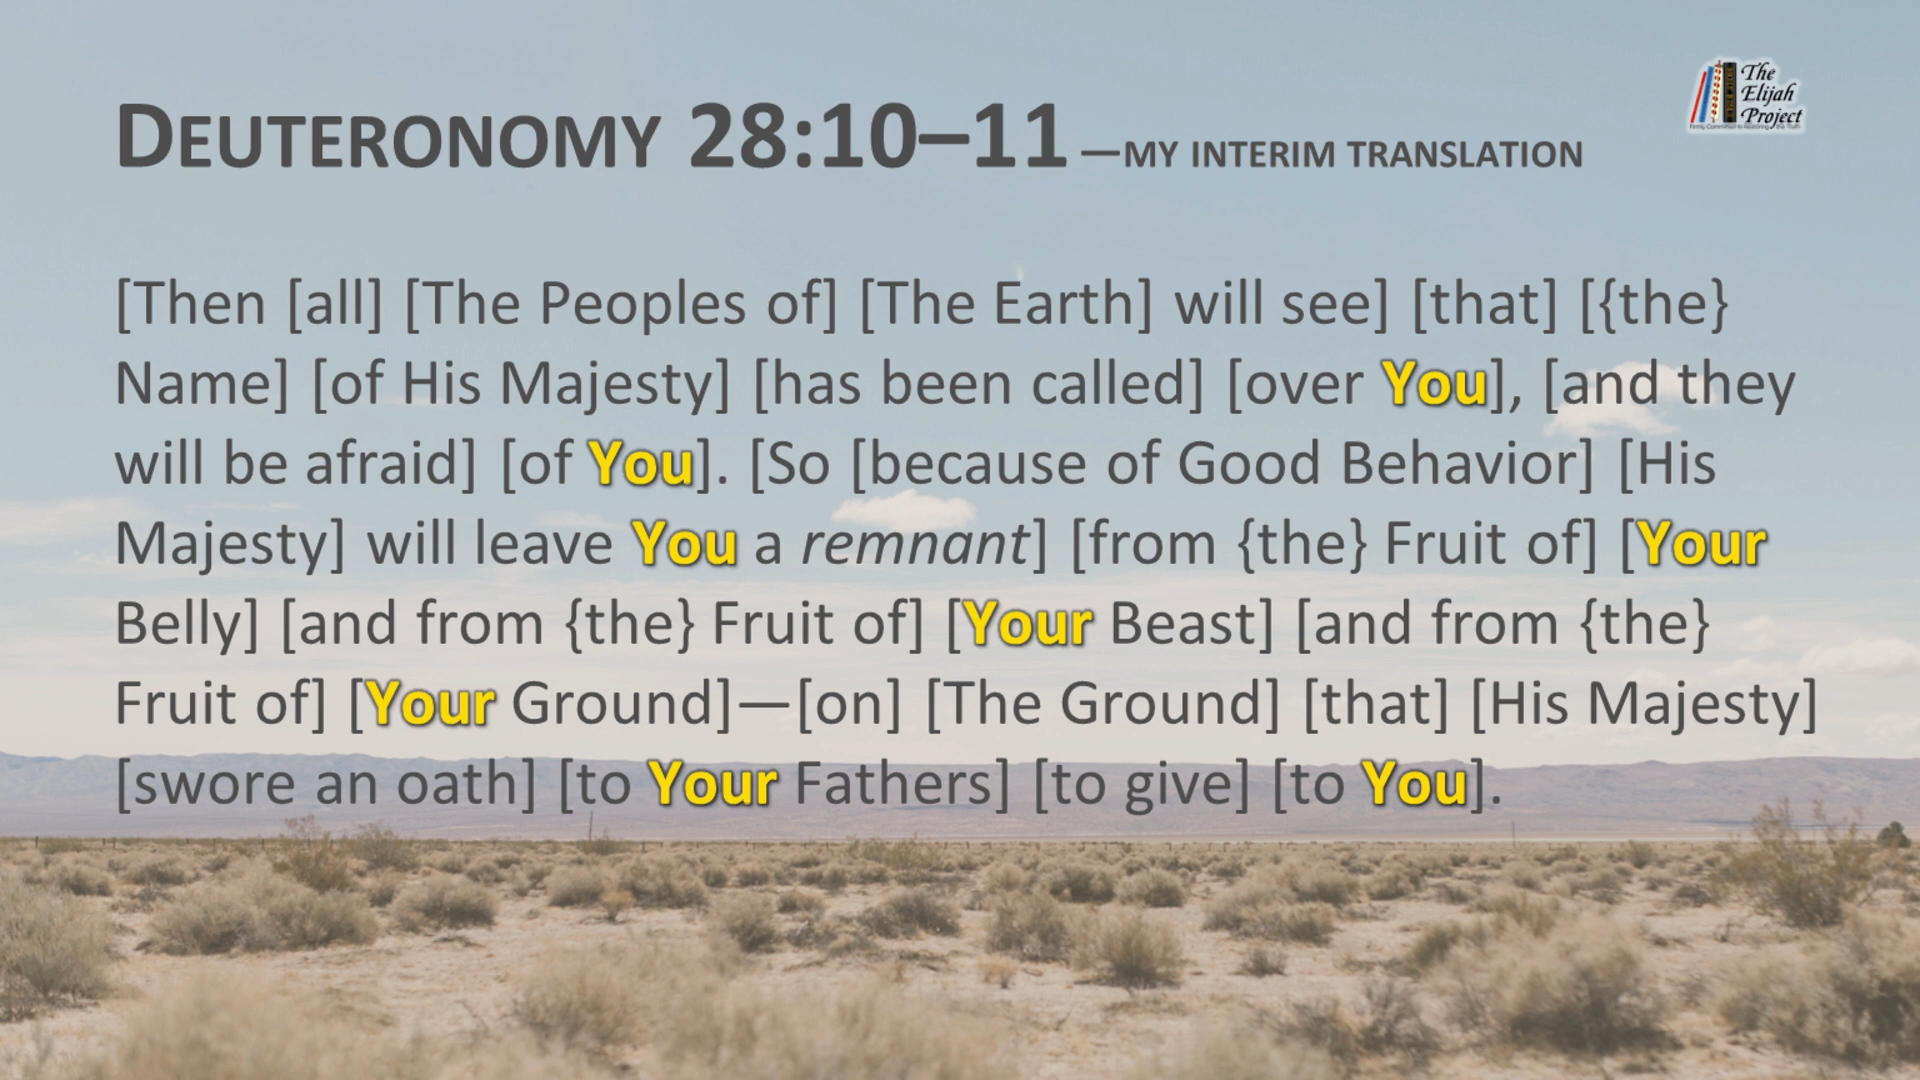 DEUTERONOMY 28:10–11 —MY INTERIM TRANSLATION
The
Elijah
Project
[Then [all] [The Peoples of] [The Earth] will see] [that] [{the}
Name] [of His Majesty] [has been called] [over You], [and they
will be afraid] [of You]. [So [because of Good Behavior] [His
Majesty] will leave You a remnant] [from {the} Fruit of] [Your
Belly] [and from {the} Fruit of] [Your Beast] [and from {the}
Fruit of] [Your Ground]—[on] [The Ground] [that] [His Majesty]
[swore an oath] [to Your Fathers] [to give] [to You].